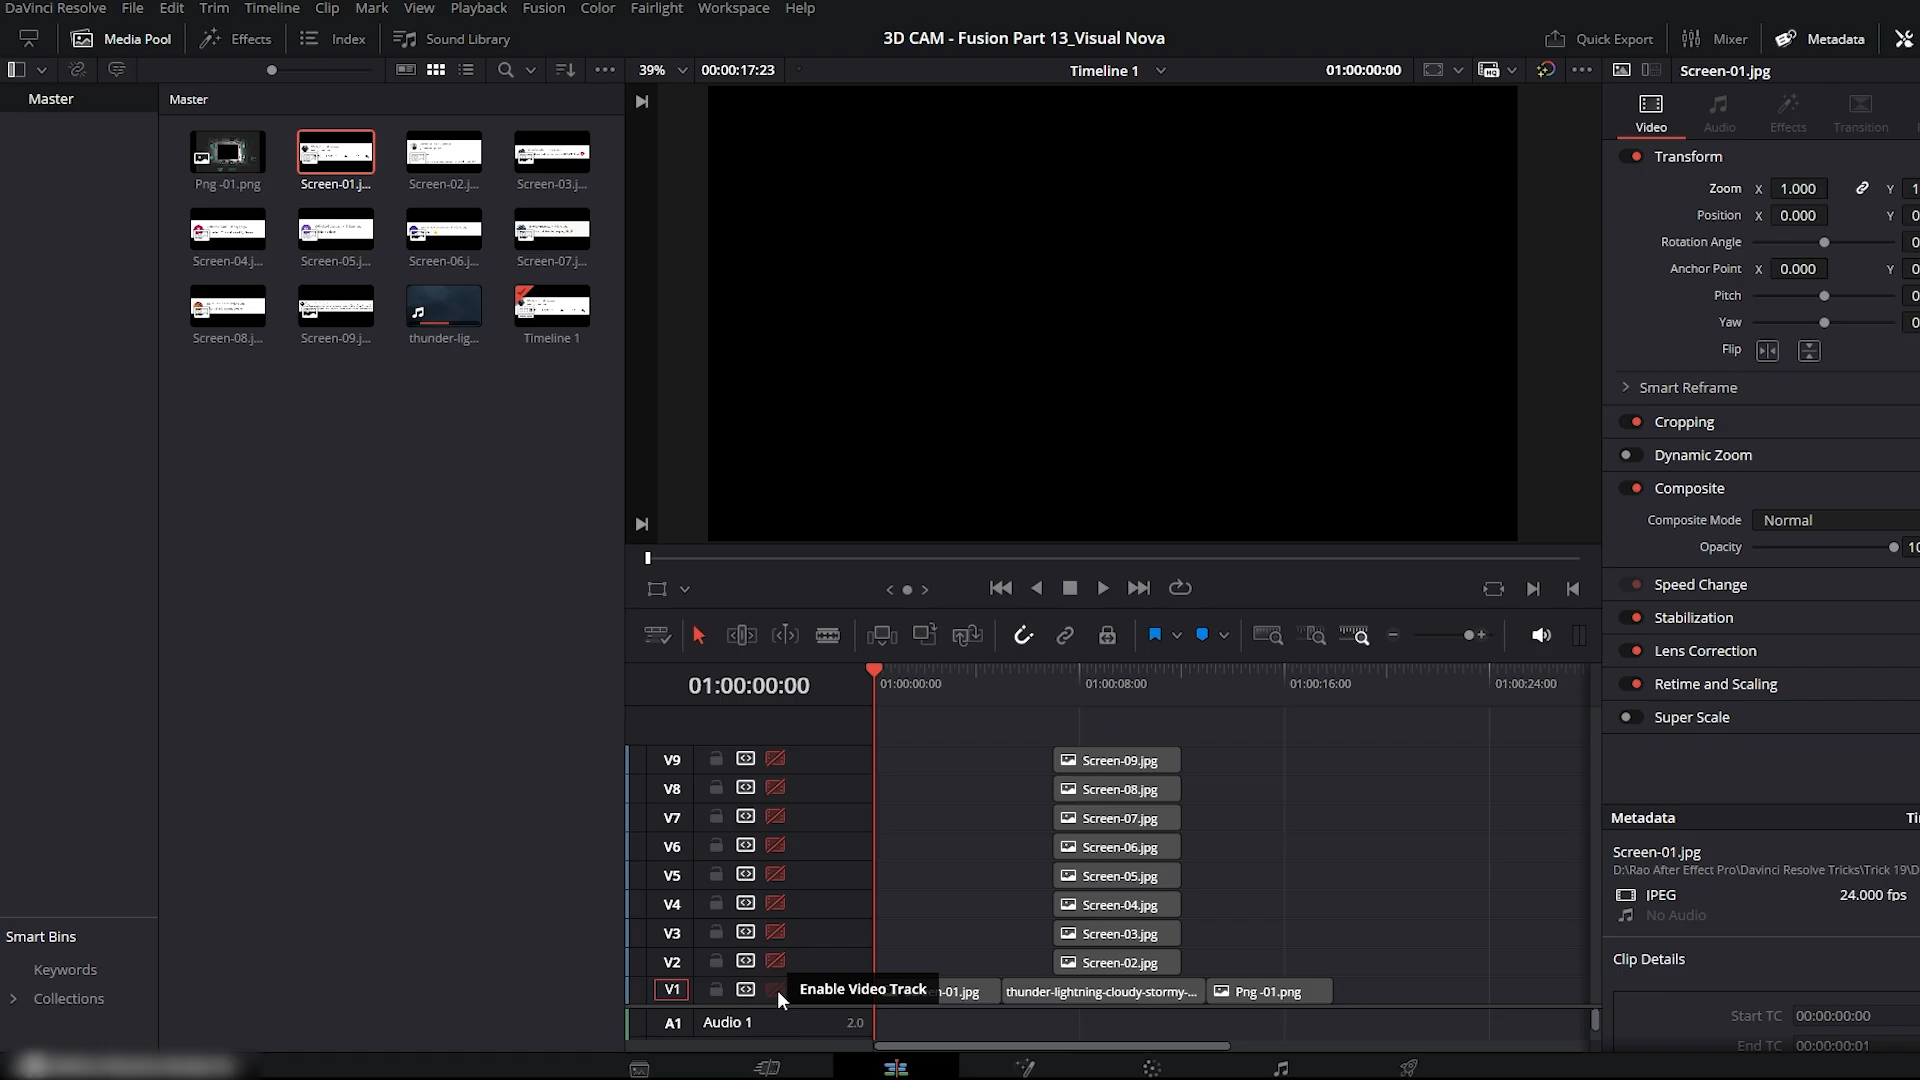 DaVinci Resolve File Edit Trim Timeline Clip Mark View Playback Fusion Color Fairlight Workspace Help
Media Pool Effects Index Sound Library 3D CAM - Fusion Part 13_Visual Nova Quick Export Mixer Metadata
39% 00:00:17:23 Timeline 1 01:00:00:00 Screen-01.jpg
Master Master
Video Audio Effects Transition
Png -01.png Screen-01.j... Screen-02.j... Screen-03.j...
Screen-04.j... Screen-05.j... Screen-06.j... Screen-07.j...
Screen-08.j... Screen-09.j... thunder-lig... Timeline 1
Transform
Zoom X 1.000 Y 1
Position X 0.000 Y 0
Rotation Angle 0
Anchor Point X 0.000 Y 0
Pitch 0
Yaw 0
Flip
Smart Reframe
Cropping
Dynamic Zoom
Composite
Composite Mode Normal
Opacity 10
Speed Change
Stabilization
Lens Correction
Retime and Scaling
Super Scale
01:00:00:00 01:00:00:00 01:00:08:00 01:00:16:00 01:00:24:00
V9 Screen-09.jpg
V8 Screen-08.jpg
V7 Screen-07.jpg
V6 Screen-06.jpg
V5 Screen-05.jpg
V4 Screen-04.jpg
V3 Screen-03.jpg
V2 Screen-02.jpg
V1 Enable Video Track n-01.jpg thunder-lightning-cloudy-stormy-... Png -01.png
A1 Audio 1 2.0
Smart Bins
Keywords
Collections
Metadata Ti
Screen-01.jpg
D:\Rao After Effect Pro\Davinci Resolve Tricks\Trick 19\D
JPEG 24.000 fps
No Audio
Clip Details
Start TC 00:00:00:00
End TC 00:00:00:01